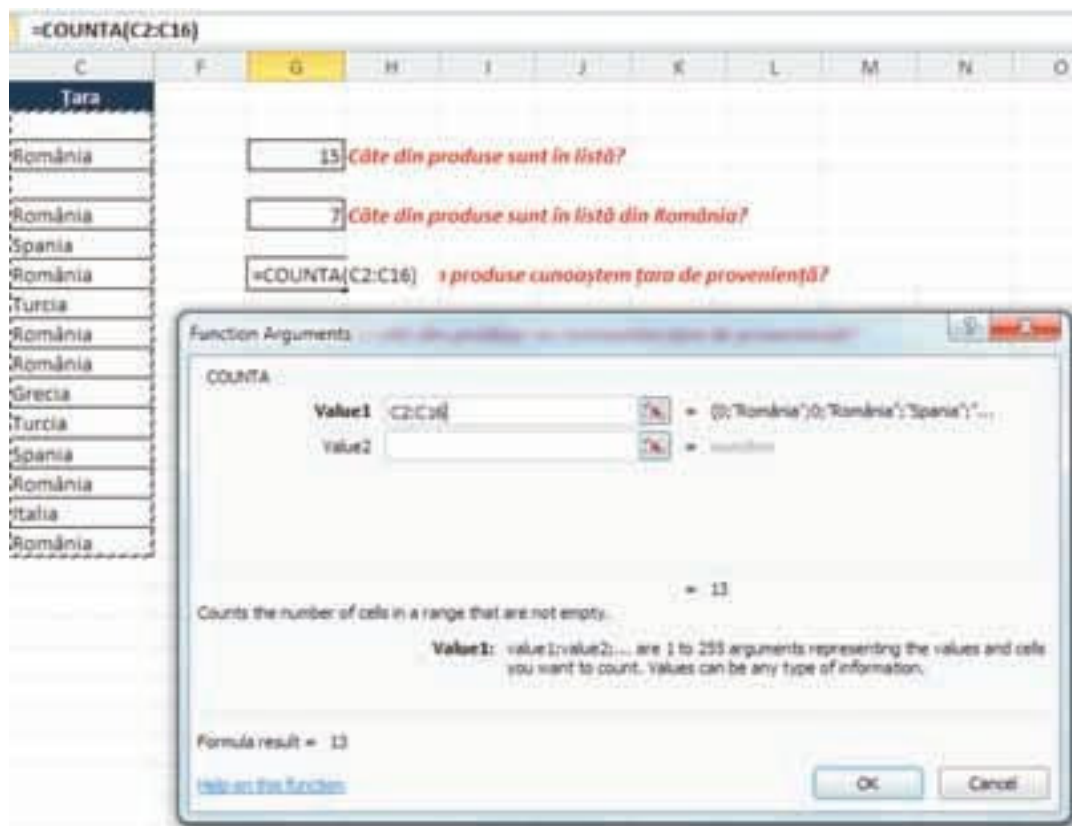 =COUNTA(C2:C16)
C F G H I J K L M N O
Țara
România
15 Câte din produse sunt în listă?
România
7 Câte din produse sunt în listă din România?
Spania
România
=COUNTA(C2:C16) produse cunoaștem țara de proveniență?
Turcia
România
Function Arguments
România
COUNTA
Grecia
Value1 C2:C16 = {0;"România";0;"România";"Spania";"...
Turcia
Value2 =
Spania
România
Italia
România
= 13
Counts the number of cells in a range that are not empty.
Value1: value1;value2;... are 1 to 255 arguments representing the values and cells
you want to count. Values can be any type of information.
Formula result = 13
Help on this function
OK Cancel